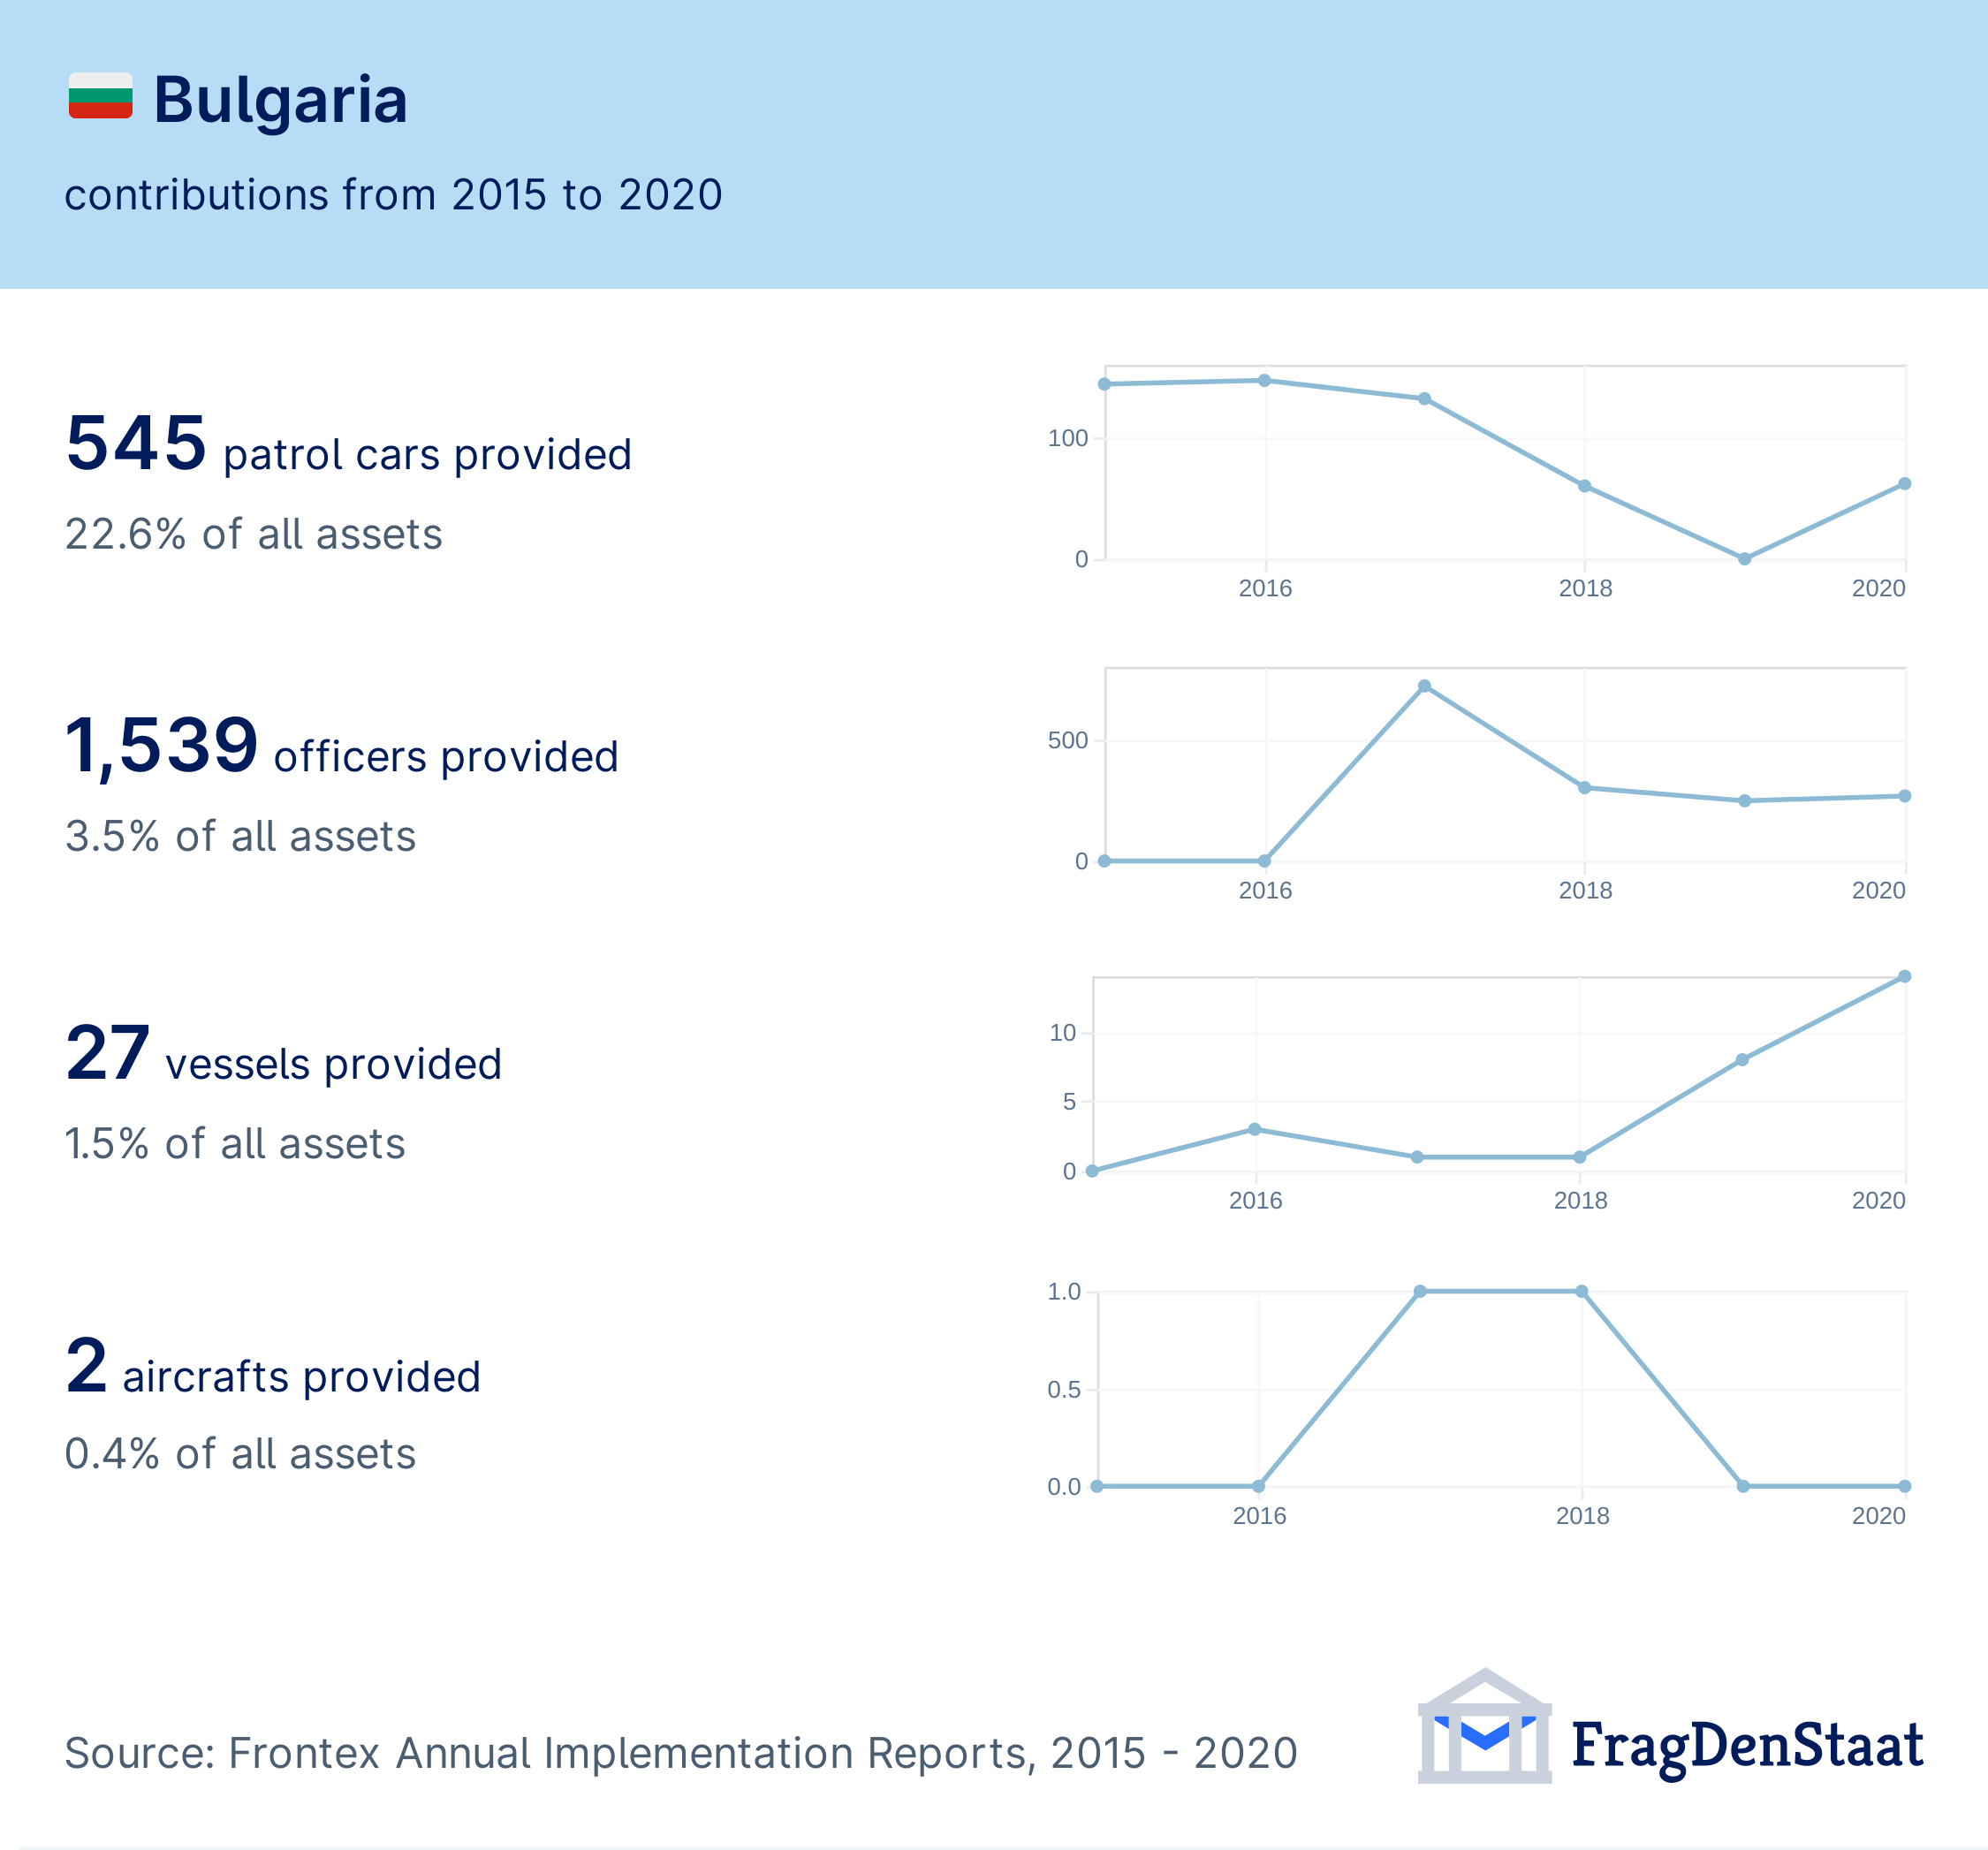 Bulgaria
contributions from 2015 to 2020
545 patrol cars provided
22.6% of all assets
100
0
2016 2018 2020
1,539 officers provided
3.5% of all assets
500
0
2016 2018 2020
27 vessels provided
1.5% of all assets
10
5
0
2016 2018 2020
2 aircrafts provided
0.4% of all assets
1.0
0.5
0.0
2016 2018 2020
Source: Frontex Annual Implementation Reports, 2015 - 2020
FragDenStaat